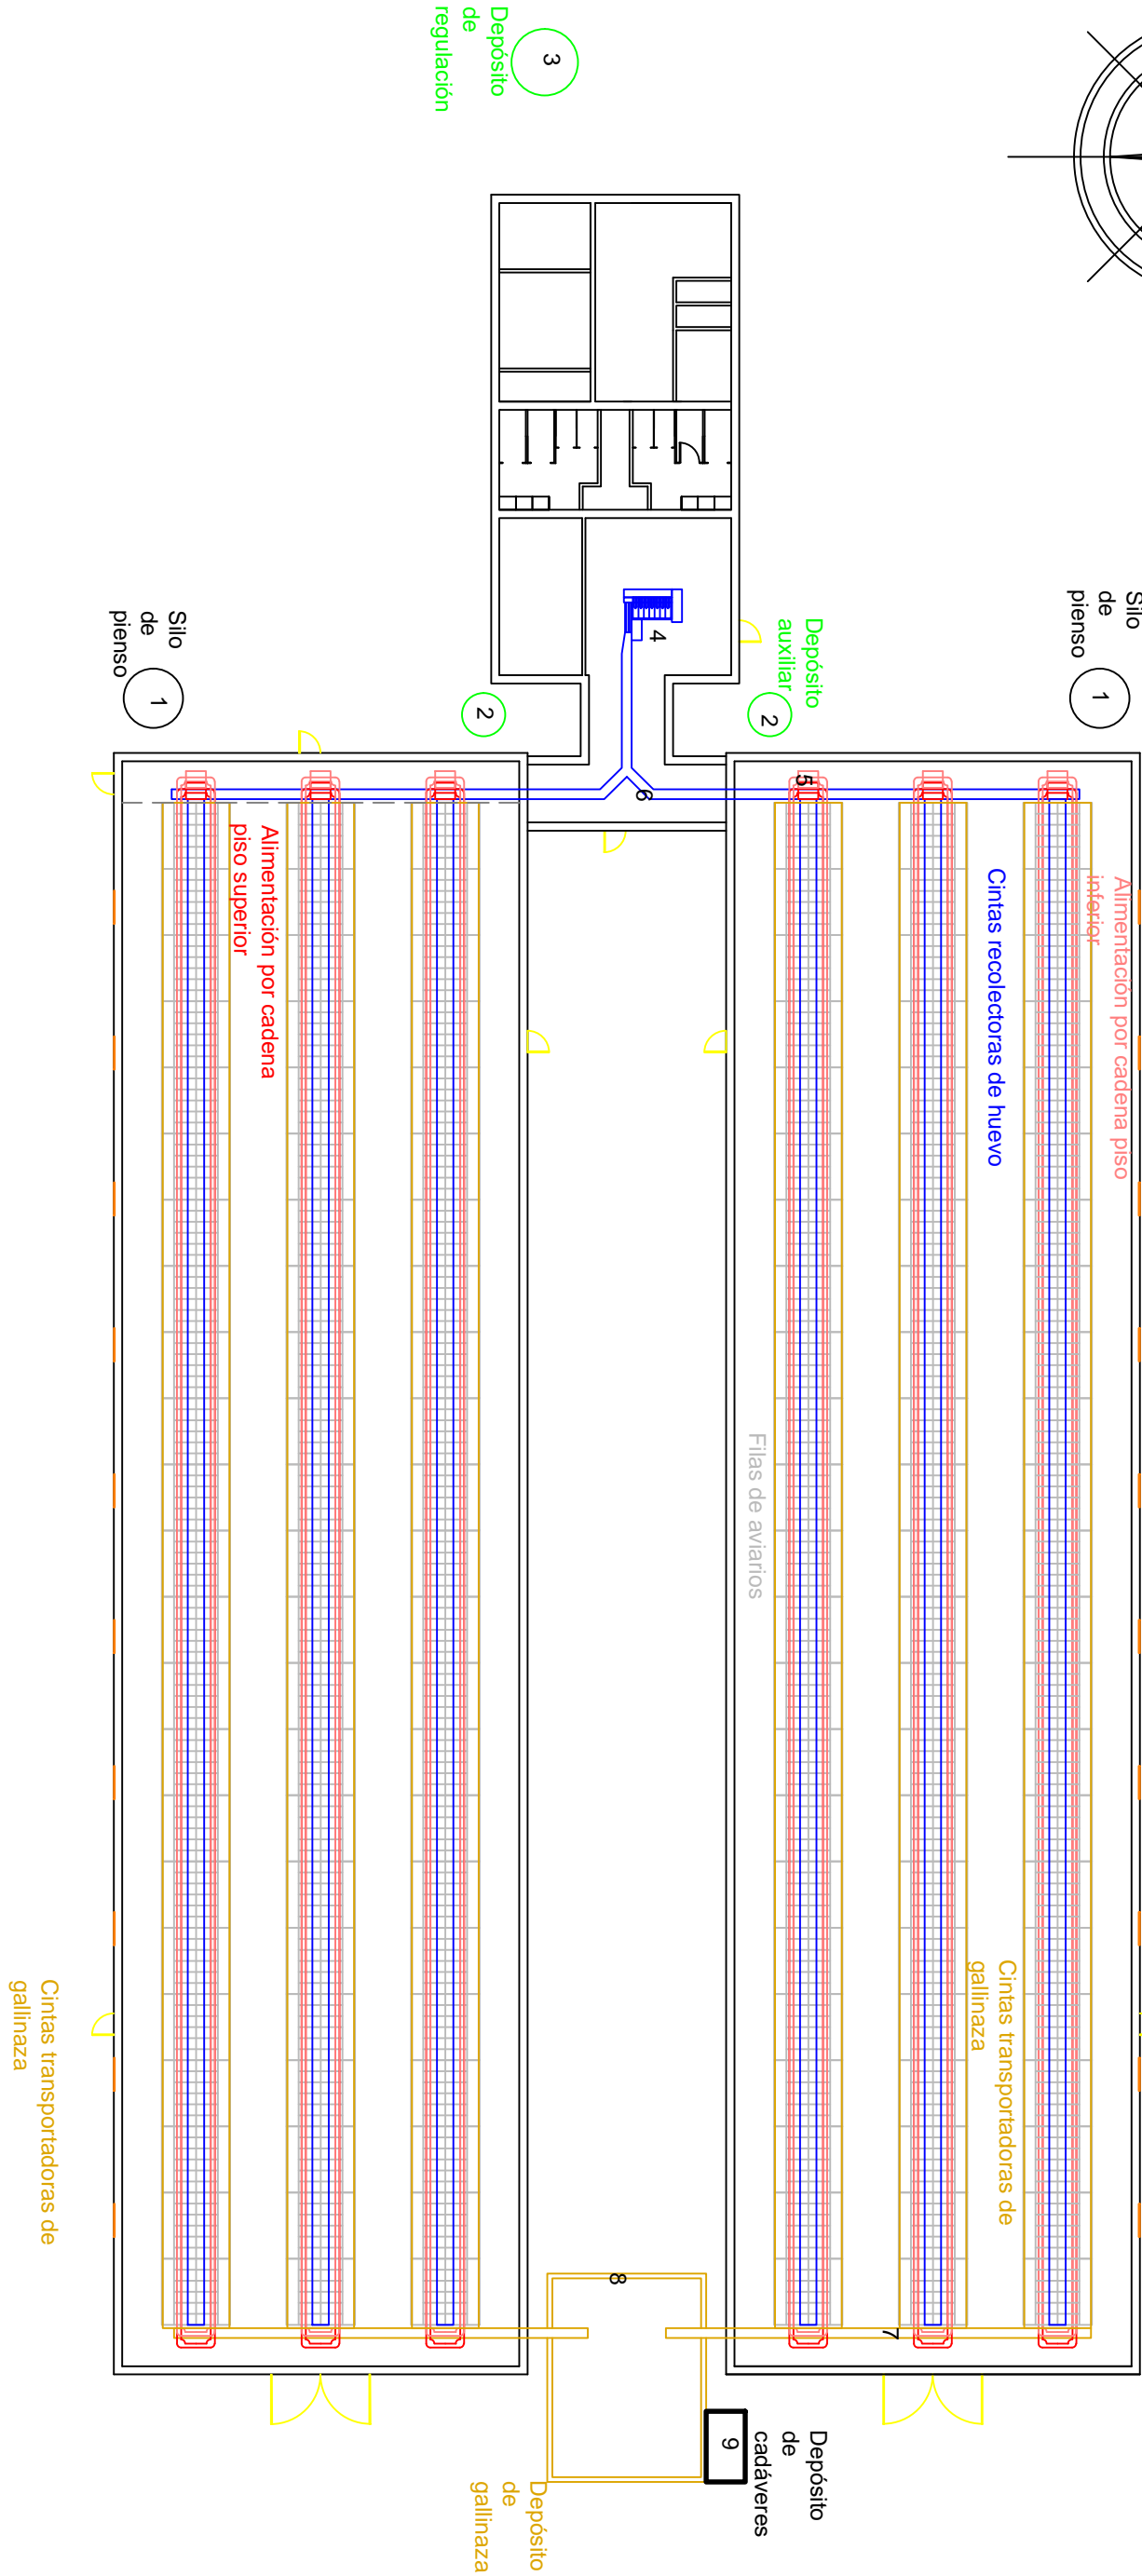 Depósito
de
regulación
3
Silo
de
pienso
1
Silo
de
pienso
1
Depósito
auxiliar
2
2
4
5
6
Alimentación por cadena
piso superior
Alimentación por cadena piso
inferior
Cintas recolectoras de huevo
Filas de aviarios
Cintas transportadoras de
gallinaza
Cintas transportadoras de
gallinaza
7
8
9
Depósito
de
cadáveres
Depósito
de
gallinaza